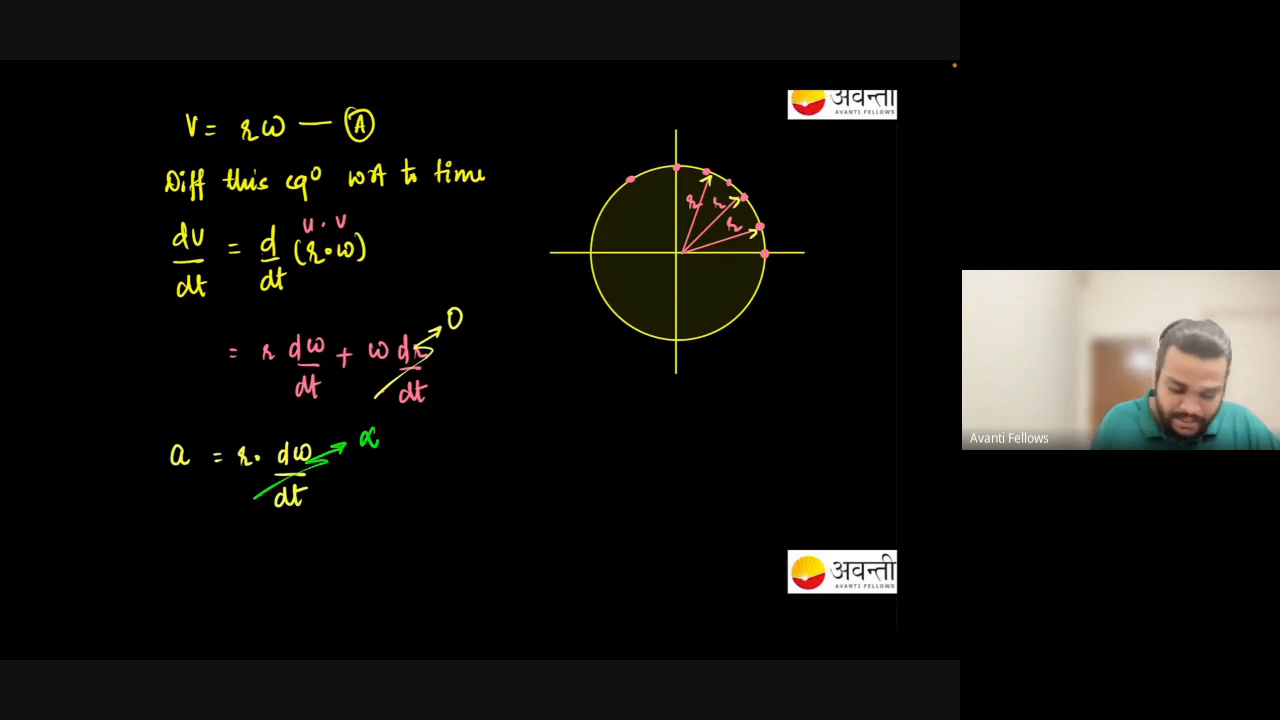 V = rω — Ⓐ
Diff this eqⁿ wrt to time
u . v
dv/dt = d/dt (r•ω)
= r dω/dt + ω dr/dt → 0
a = r. dω/dt → α
r r r
अवन्ती
AVANTI FELLOWS
अवन्ती
AVANTI FELLOWS
Avanti Fellows